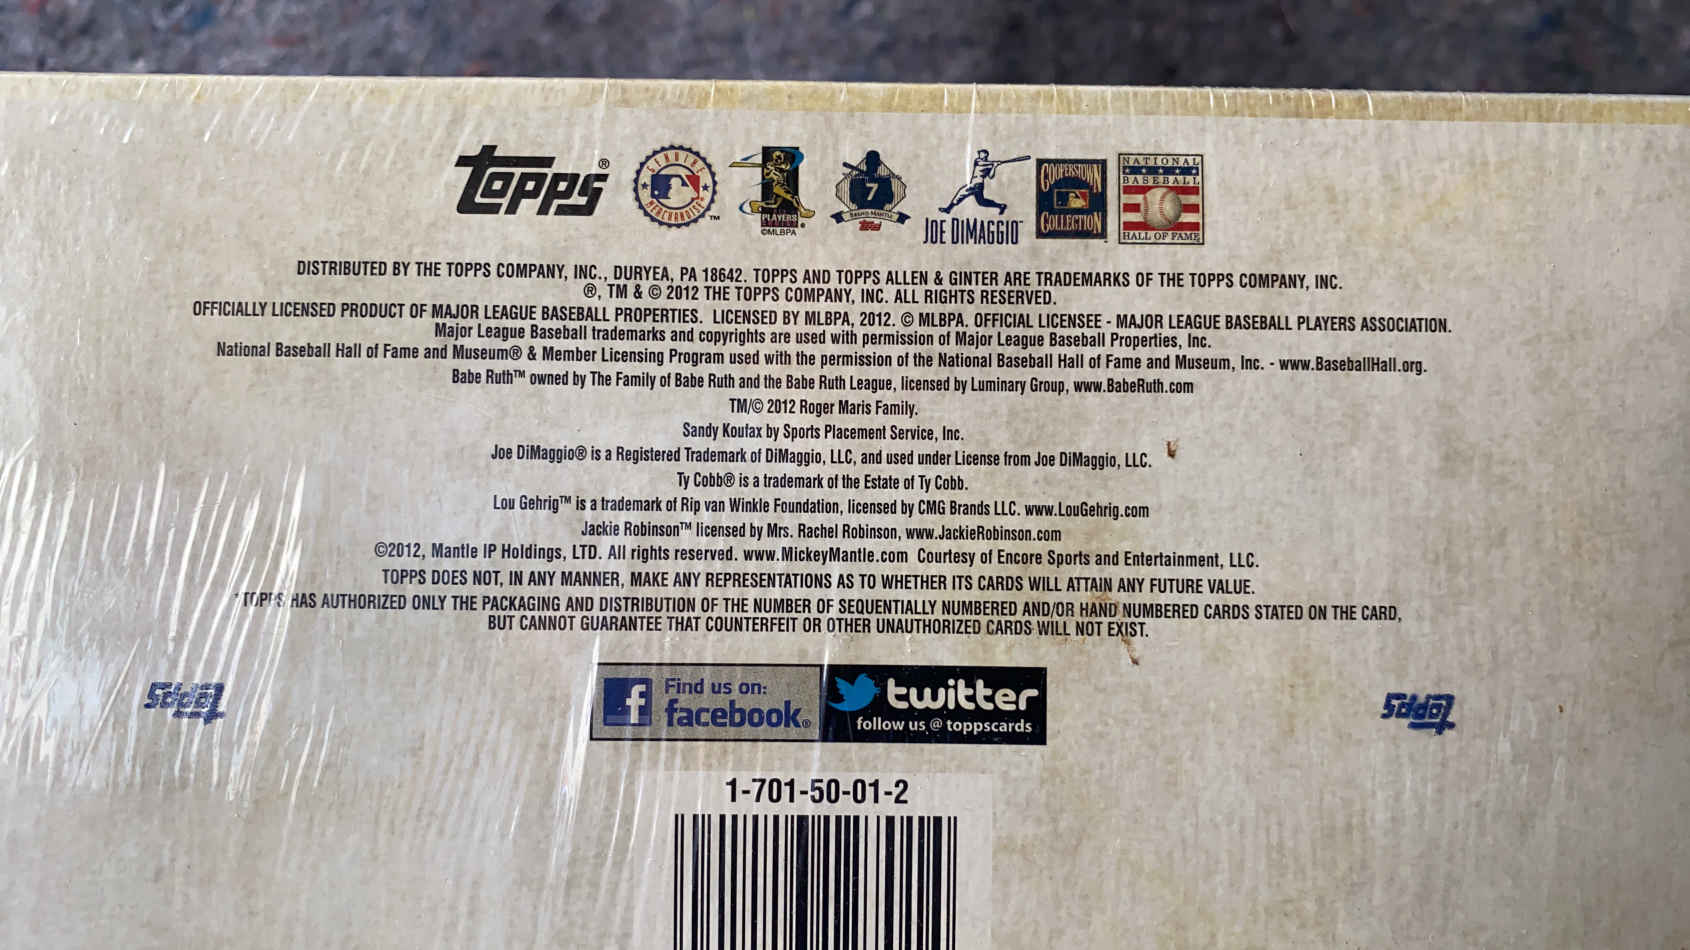 TOPPS®
GENUINE MERCHANDISE™
PLAYERS
©MLBPA
7
Topps
JOE DIMAGGIO™
COOPERSTOWN COLLECTION
NATIONAL BASEBALL HALL OF FAME
DISTRIBUTED BY THE TOPPS COMPANY, INC., DURYEA, PA 18642. TOPPS AND TOPPS ALLEN & GINTER ARE TRADEMARKS OF THE TOPPS COMPANY, INC.
®, TM & © 2012 THE TOPPS COMPANY, INC. ALL RIGHTS RESERVED.
OFFICIALLY LICENSED PRODUCT OF MAJOR LEAGUE BASEBALL PROPERTIES. LICENSED BY MLBPA, 2012. © MLBPA. OFFICIAL LICENSEE - MAJOR LEAGUE BASEBALL PLAYERS ASSOCIATION.
Major League Baseball trademarks and copyrights are used with permission of Major League Baseball Properties, Inc.
National Baseball Hall of Fame and Museum® & Member Licensing Program used with the permission of the National Baseball Hall of Fame and Museum, Inc. - www.BaseballHall.org.
Babe Ruth™ owned by The Family of Babe Ruth and the Babe Ruth League, licensed by Luminary Group, www.BabeRuth.com
TM/© 2012 Roger Maris Family.
Sandy Koufax by Sports Placement Service, Inc.
Joe DiMaggio® is a Registered Trademark of DiMaggio, LLC, and used under License from Joe DiMaggio, LLC.
Ty Cobb® is a trademark of the Estate of Ty Cobb.
Lou Gehrig™ is a trademark of Rip van Winkle Foundation, licensed by CMG Brands LLC. www.LouGehrig.com
Jackie Robinson™ licensed by Mrs. Rachel Robinson, www.JackieRobinson.com
©2012, Mantle IP Holdings, LTD. All rights reserved. www.MickeyMantle.com Courtesy of Encore Sports and Entertainment, LLC.
TOPPS DOES NOT, IN ANY MANNER, MAKE ANY REPRESENTATIONS AS TO WHETHER ITS CARDS WILL ATTAIN ANY FUTURE VALUE.
*TOPPS HAS AUTHORIZED ONLY THE PACKAGING AND DISTRIBUTION OF THE NUMBER OF SEQUENTIALLY NUMBERED AND/OR HAND NUMBERED CARDS STATED ON THE CARD,
BUT CANNOT GUARANTEE THAT COUNTERFEIT OR OTHER UNAUTHORIZED CARDS WILL NOT EXIST.
f Find us on:
facebook®
twitter
follow us @ toppscards
Topps
Topps
1-701-50-01-2